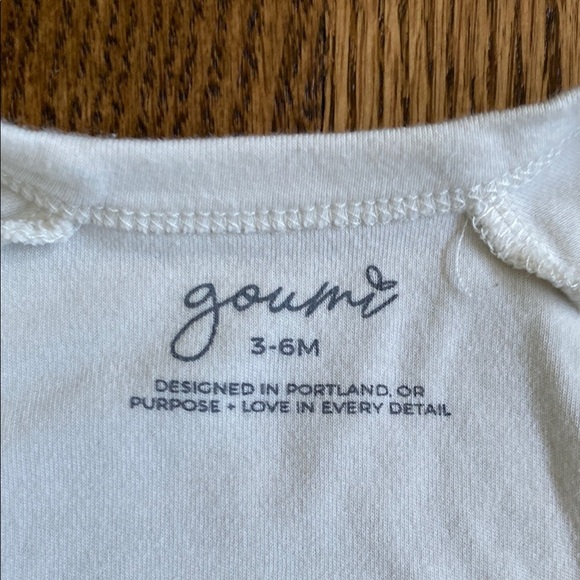 goumi
3-6M
DESIGNED IN PORTLAND, OR
PURPOSE + LOVE IN EVERY DETAIL